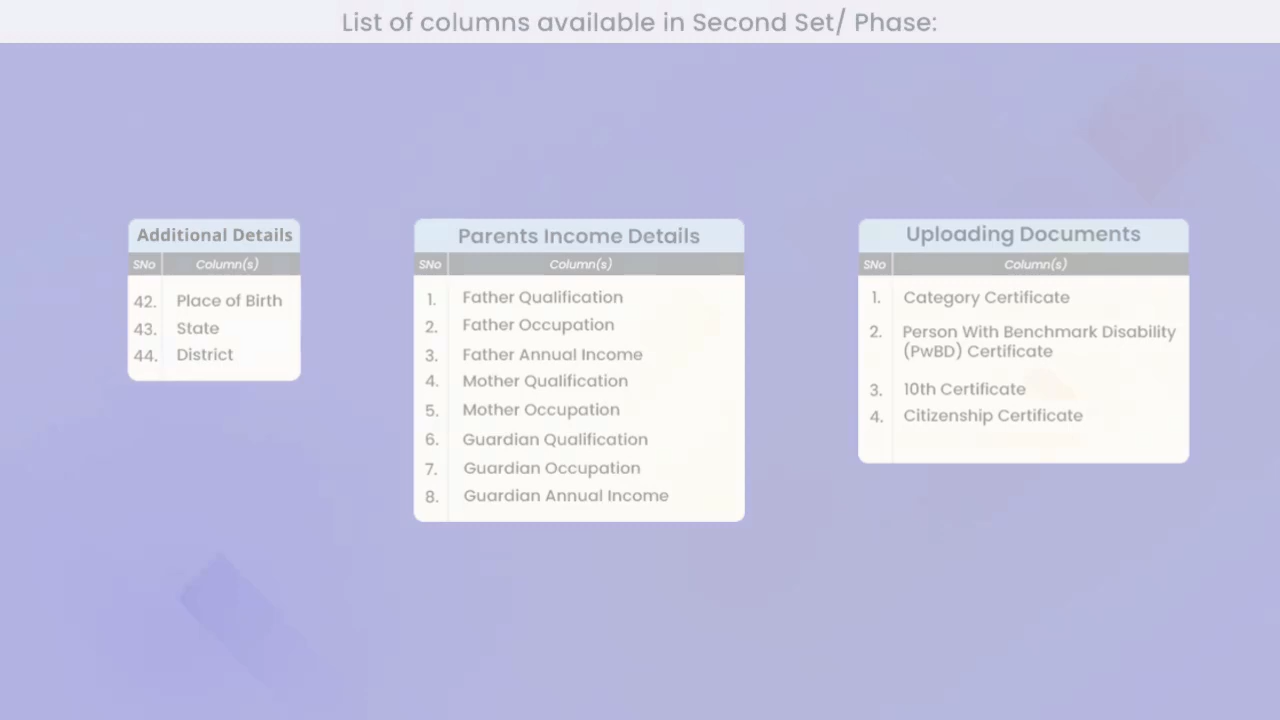 List of columns available in Second Set/ Phase:
Additional Details
SNo Column(s)
42. Place of Birth
43. State
44. District
Parents Income Details
SNo Column(s)
1. Father Qualification
2. Father Occupation
3. Father Annual Income
4. Mother Qualification
5. Mother Occupation
6. Guardian Qualification
7. Guardian Occupation
8. Guardian Annual Income
Uploading Documents
SNo Column(s)
1. Category Certificate
2. Person With Benchmark Disability
(PwBD) Certificate
3. 10th Certificate
4. Citizenship Certificate